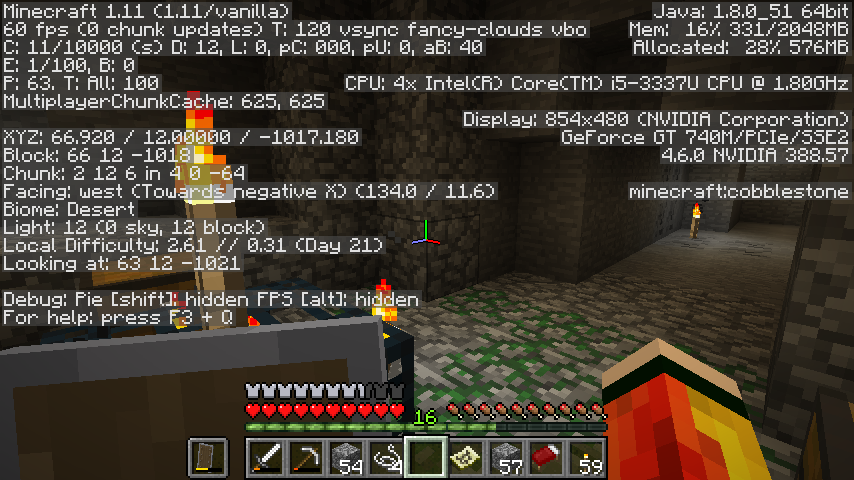 Minecraft 1.11 (1.11/vanilla)
60 fps (0 chunk updates) T: 120 vsync fancy-clouds vbo
C: 11/10000 (s) D: 12, L: 0, pC: 000, pU: 0, aB: 40
E: 1/100, B: 0
P: 63. T: All: 100
MultiplayerChunkCache: 625, 625
XYZ: 66.920 / 12.00000 / -1017.180
Block: 66 12 -1018
Chunk: 2 12 6 in 4 0 -64
Facing: west (Towards negative X) (134.0 / 11.6)
Biome: Desert
Light: 12 (0 sky, 12 block)
Local Difficulty: 2.61 // 0.31 (Day 21)
Looking at: 63 12 -1021
Debug: Pie [shift]: hidden FPS [alt]: hidden
For help: press F3 + Q
Java: 1.8.0_51 64bit
Mem: 16% 331/2048MB
Allocated: 28% 576MB
CPU: 4x Intel(R) Core(TM) i5-3337U CPU @ 1.80GHz
Display: 854x480 (NVIDIA Corporation)
GeForce GT 740M/PCIe/SSE2
4.6.0 NVIDIA 388.57
minecraft:cobblestone
16
54 4 57 59